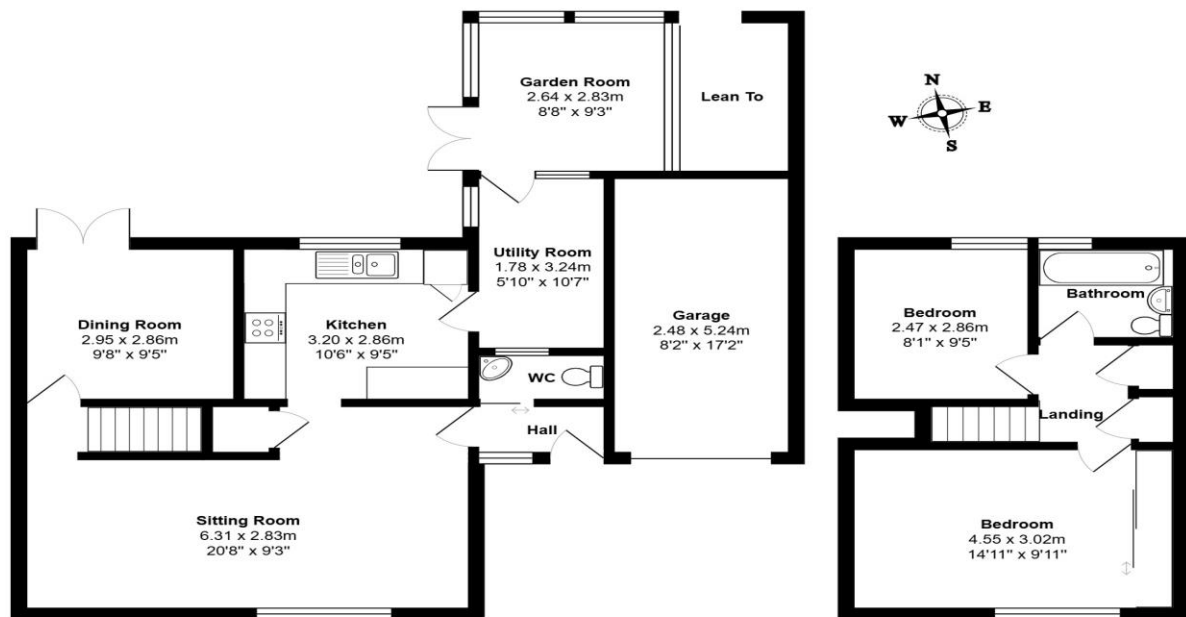 Garden Room
2.64 x 2.83m
8'8" x 9'3"
Lean To
N
W
E
S
Utility Room
1.78 x 3.24m
5'10" x 10'7"
Dining Room
2.95 x 2.86m
9'8" x 9'5"
Kitchen
3.20 x 2.86m
10'6" x 9'5"
Garage
2.48 x 5.24m
8'2" x 17'2"
WC
Hall
Sitting Room
6.31 x 2.83m
20'8" x 9'3"
Bedroom
2.47 x 2.86m
8'1" x 9'5"
Bathroom
Landing
Bedroom
4.55 x 3.02m
14'11" x 9'11"